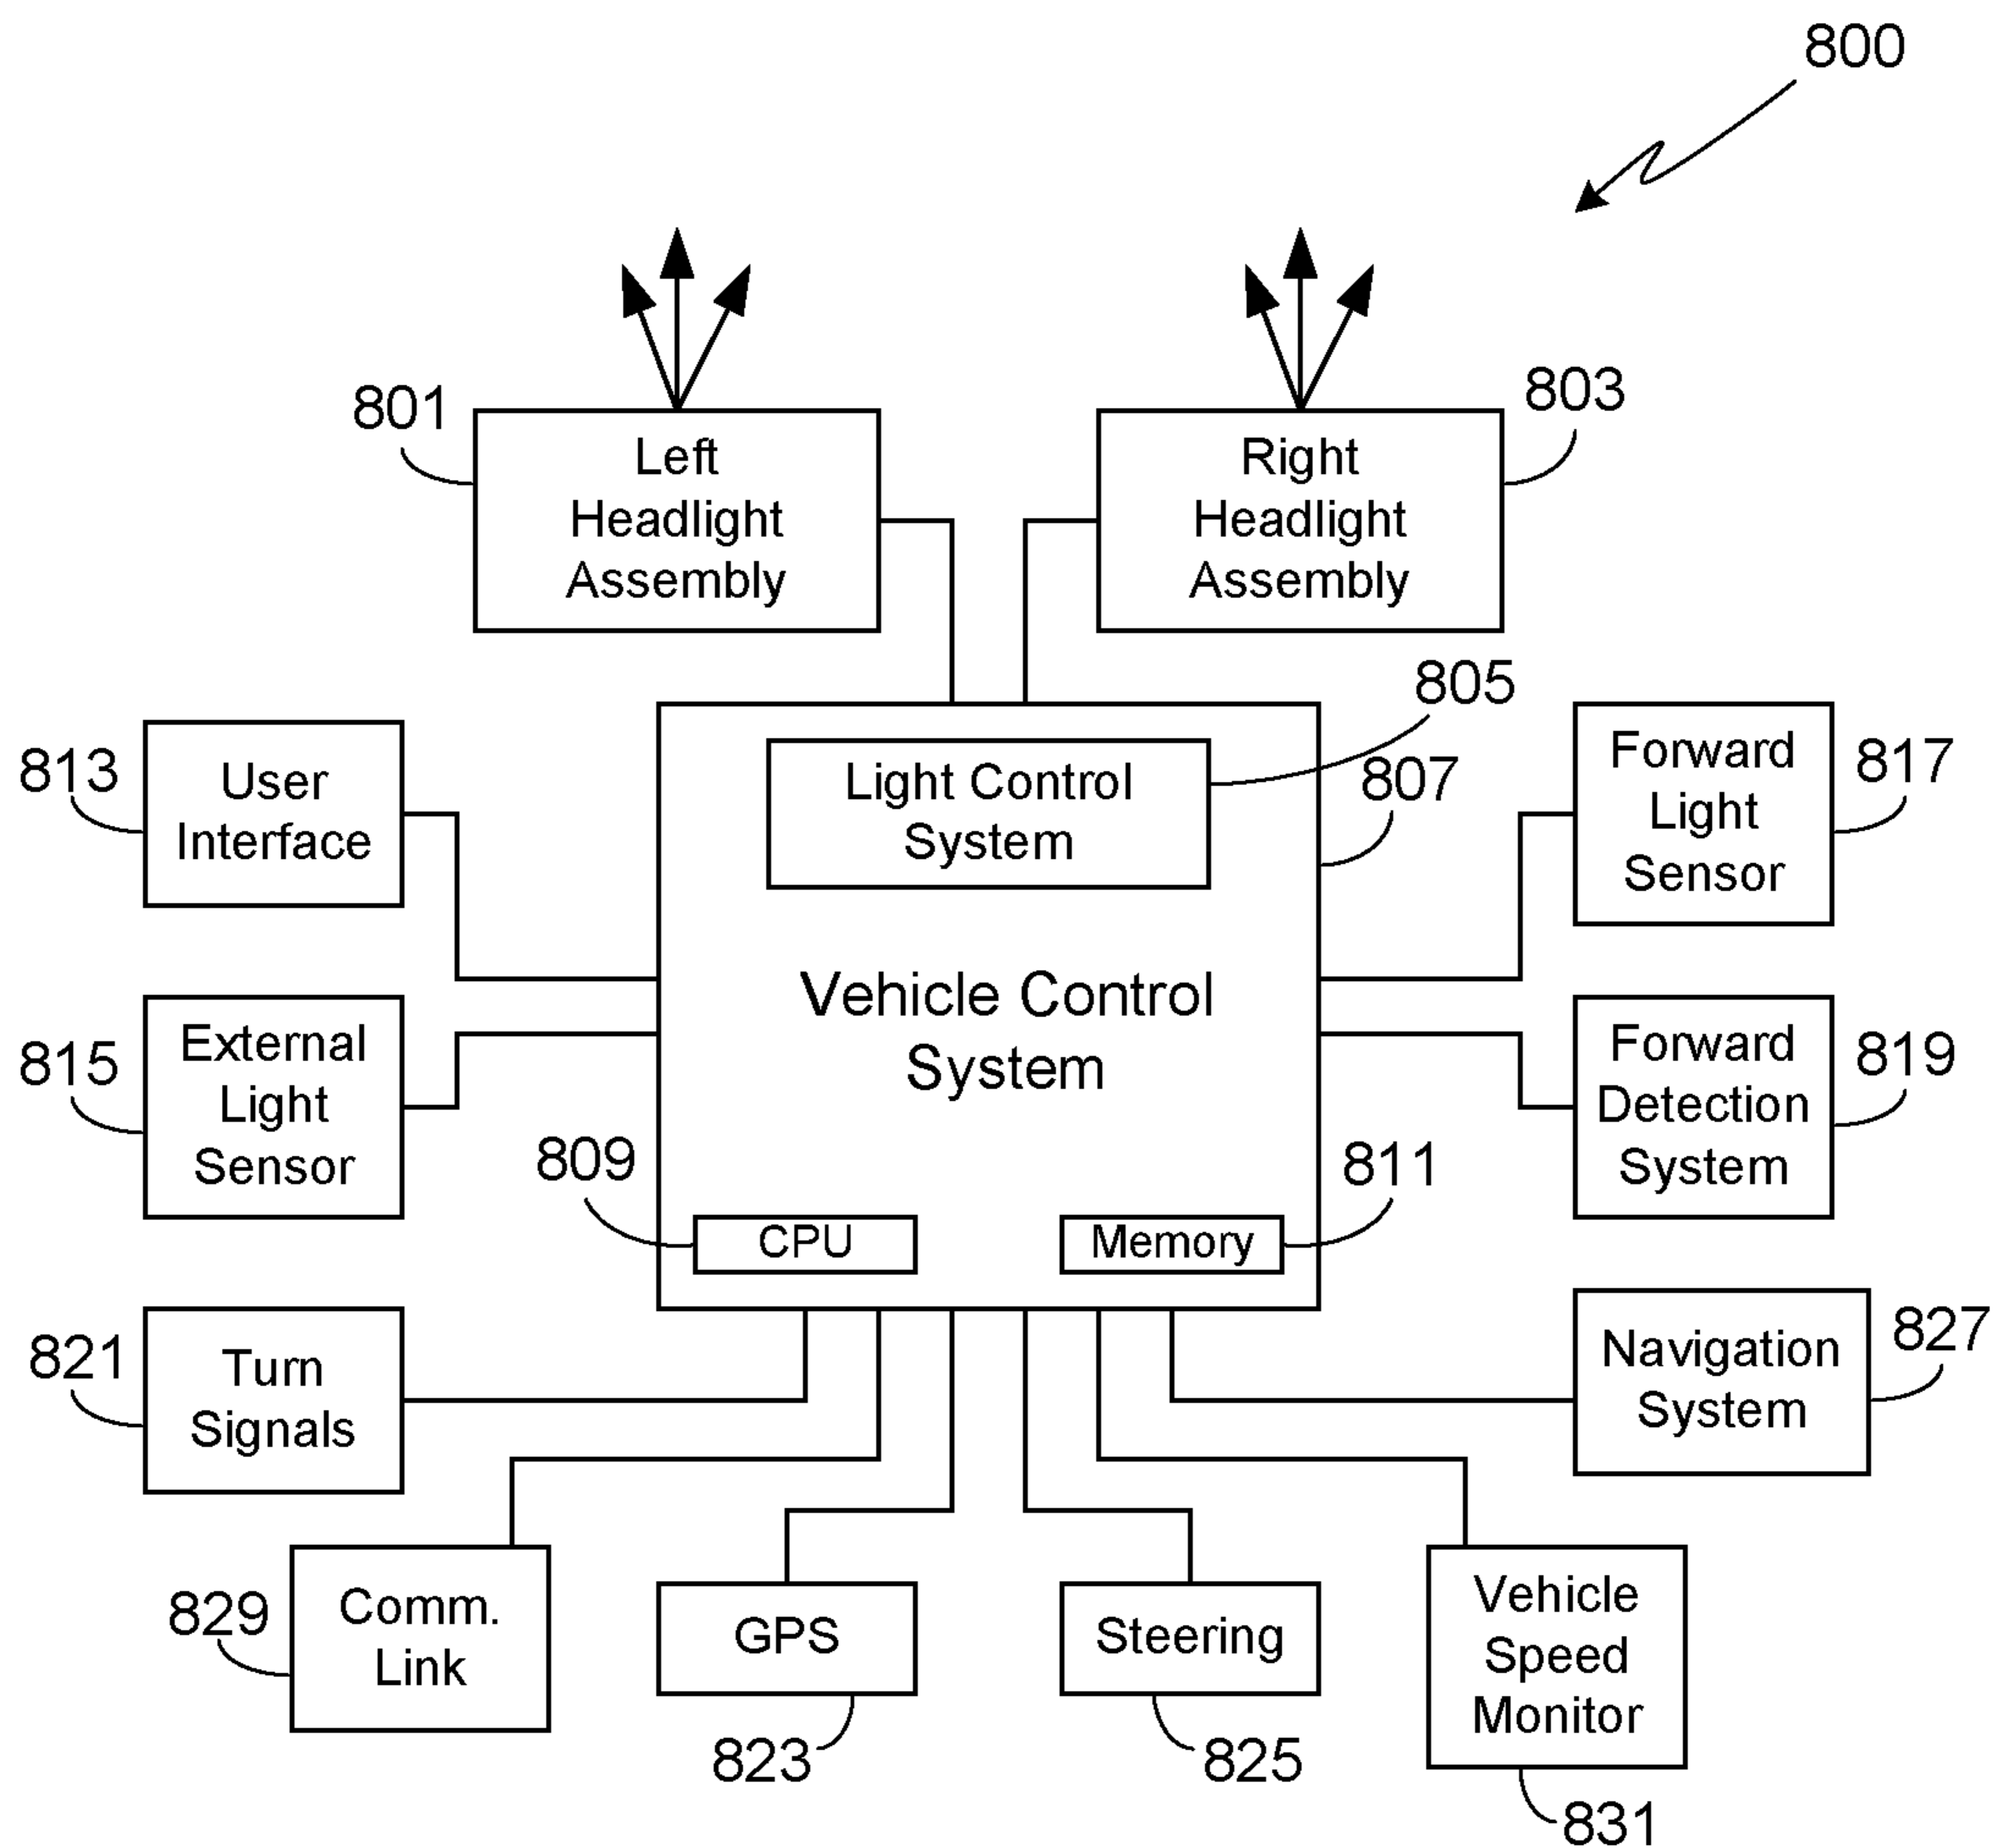 800
801
Left
Headlight
Assembly
803
Right
Headlight
Assembly
805
807
Light Control
System
Vehicle Control
System
809
CPU
811
Memory
813
User
Interface
815
External
Light
Sensor
817
Forward
Light
Sensor
819
Forward
Detection
System
821
Turn
Signals
827
Navigation
System
829
Comm.
Link
GPS
823
Steering
825
Vehicle
Speed
Monitor
831